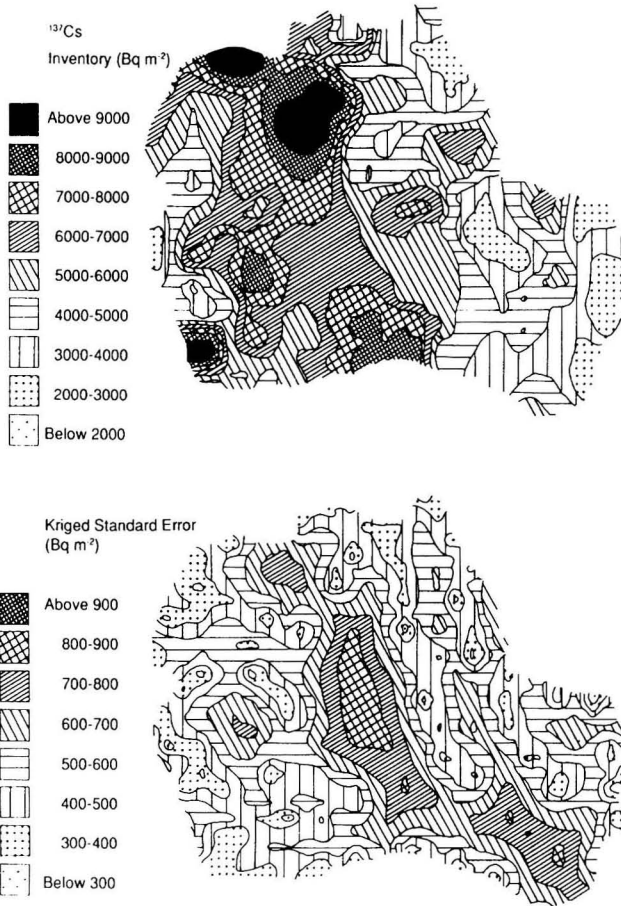 ¹³⁷Cs
Inventory (Bq m⁻²)
Above 9000
8000-9000
7000-8000
6000-7000
5000-6000
4000-5000
3000-4000
2000-3000
Below 2000
Kriged Standard Error
(Bq m⁻²)
Above 900
800-900
700-800
600-700
500-600
400-500
300-400
Below 300